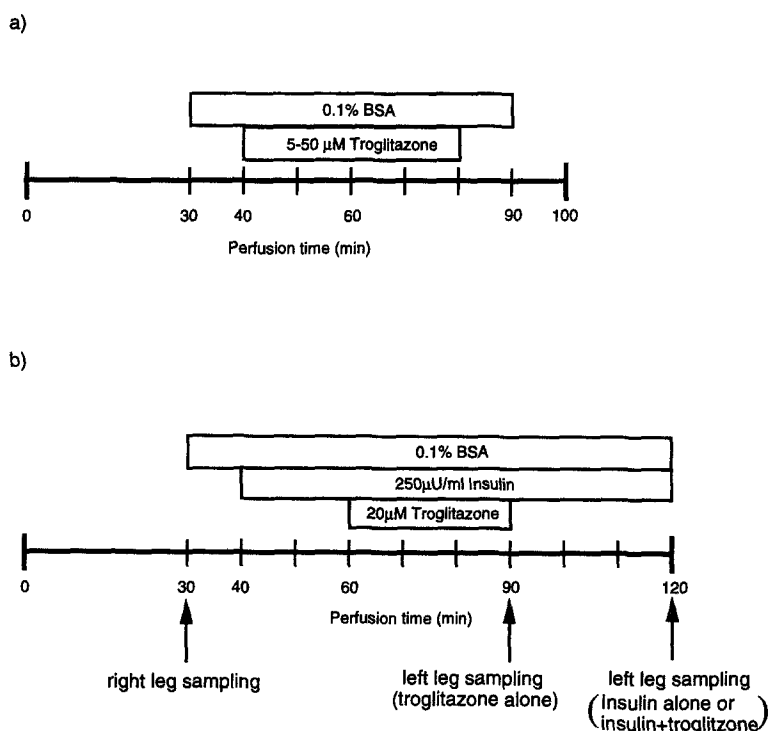 a)
0.1% BSA
5-50 μM Troglitazone
0 30 40 60 90 100
Perfusion time (min)
b)
0.1% BSA
250μU/ml Insulin
20μM Troglitazone
0 30 40 60 90 120
Perfusion time (min)
right leg sampling
left leg sampling
(troglitazone alone)
left leg sampling
(Insulin alone or
insulin+troglitzone)